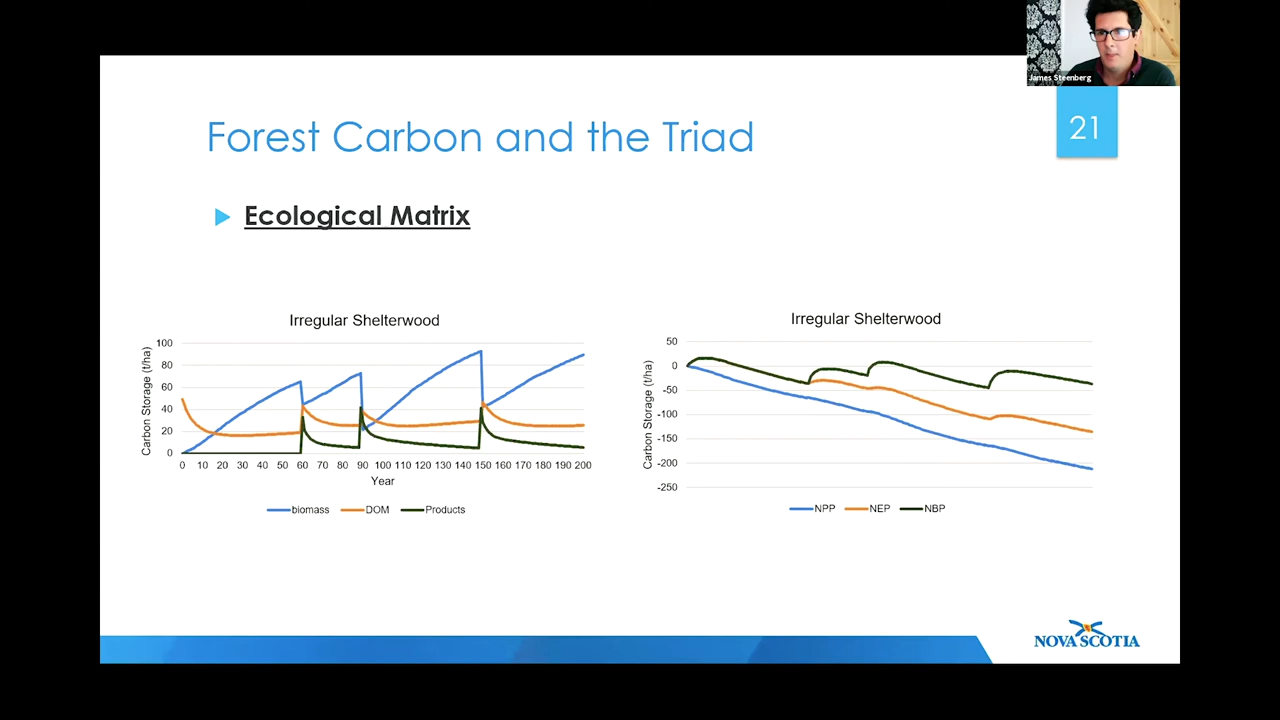 James Steenberg
21
Forest Carbon and the Triad
Ecological Matrix
Irregular Shelterwood
Carbon Storage (t/ha)
100
80
60
40
20
0
0 10 20 30 40 50 60 70 80 90 100 110 120 130 140 150 160 170 180 190 200
Year
biomass DOM Products
Irregular Shelterwood
Carbon Storage (t/ha)
50
0
-50
-100
-150
-200
-250
NPP NEP NBP
NOVA SCOTIA